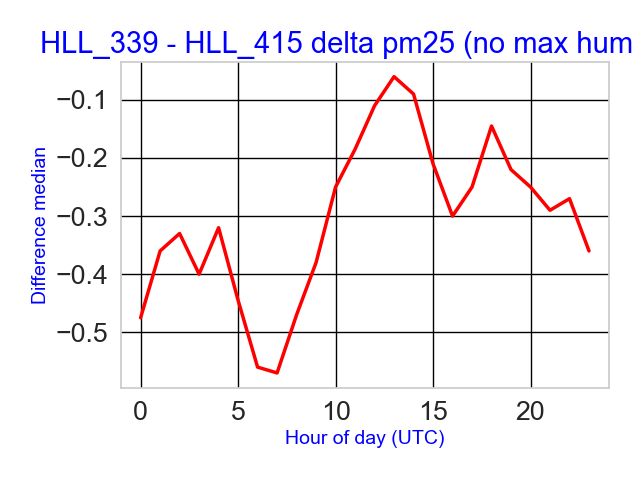 HLL_339 - HLL_415 delta pm25 (no max hum
−0.1
−0.2
−0.3
−0.4
−0.5
Difference median
0 5 10 15 20
Hour of day (UTC)